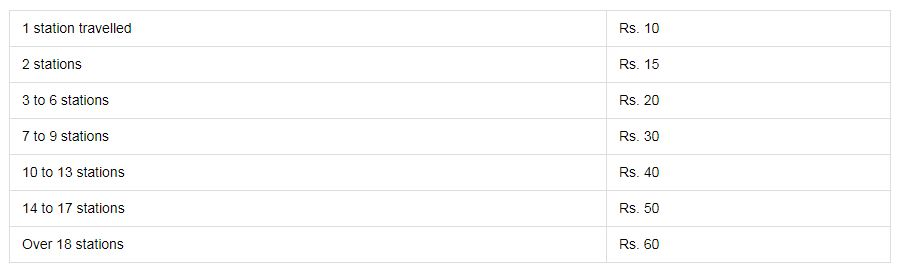 1 station travelled Rs. 10
2 stations Rs. 15
3 to 6 stations Rs. 20
7 to 9 stations Rs. 30
10 to 13 stations Rs. 40
14 to 17 stations Rs. 50
Over 18 stations Rs. 60